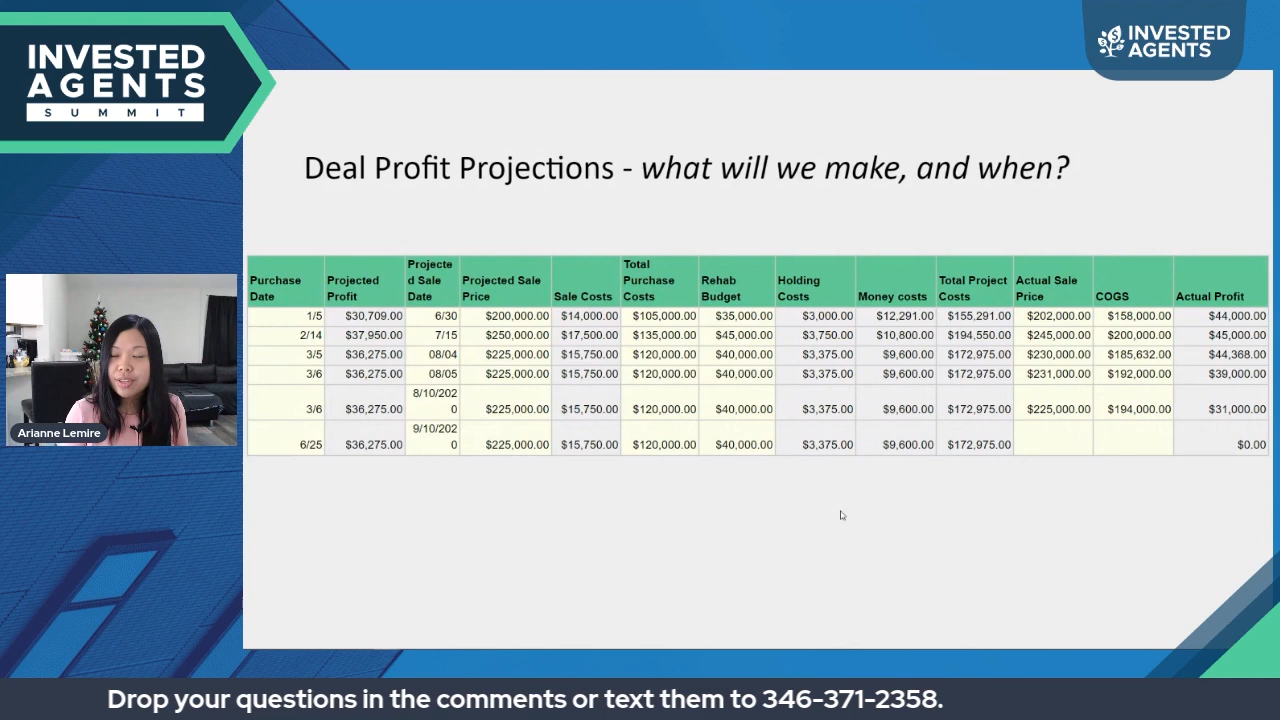 INVESTED
AGENTS
SUMMIT
INVESTED
AGENTS
Deal Profit Projections - what will we make, and when?
Purchase Date Projected Profit Projecte d Sale Date Projected Sale Price Sale Costs Total Purchase Costs Rehab Budget Holding Costs Money costs Total Project Costs Actual Sale Price COGS Actual Profit
1/5 $30,709.00 6/30 $200,000.00 $14,000.00 $105,000.00 $35,000.00 $3,000.00 $12,291.00 $155,291.00 $202,000.00 $158,000.00 $44,000.00
2/14 $37,950.00 7/15 $250,000.00 $17,500.00 $135,000.00 $45,000.00 $3,750.00 $10,800.00 $194,550.00 $245,000.00 $200,000.00 $45,000.00
3/5 $36,275.00 08/04 $225,000.00 $15,750.00 $120,000.00 $40,000.00 $3,375.00 $9,600.00 $172,975.00 $230,000.00 $185,632.00 $44,368.00
3/6 $36,275.00 08/05 $225,000.00 $15,750.00 $120,000.00 $40,000.00 $3,375.00 $9,600.00 $172,975.00 $231,000.00 $192,000.00 $39,000.00
3/6 $36,275.00 8/10/202 0 $225,000.00 $15,750.00 $120,000.00 $40,000.00 $3,375.00 $9,600.00 $172,975.00 $225,000.00 $194,000.00 $31,000.00
6/25 $36,275.00 9/10/202 0 $225,000.00 $15,750.00 $120,000.00 $40,000.00 $3,375.00 $9,600.00 $172,975.00 $0.00
Arianne Lemire
Drop your questions in the comments or text them to 346-371-2358.